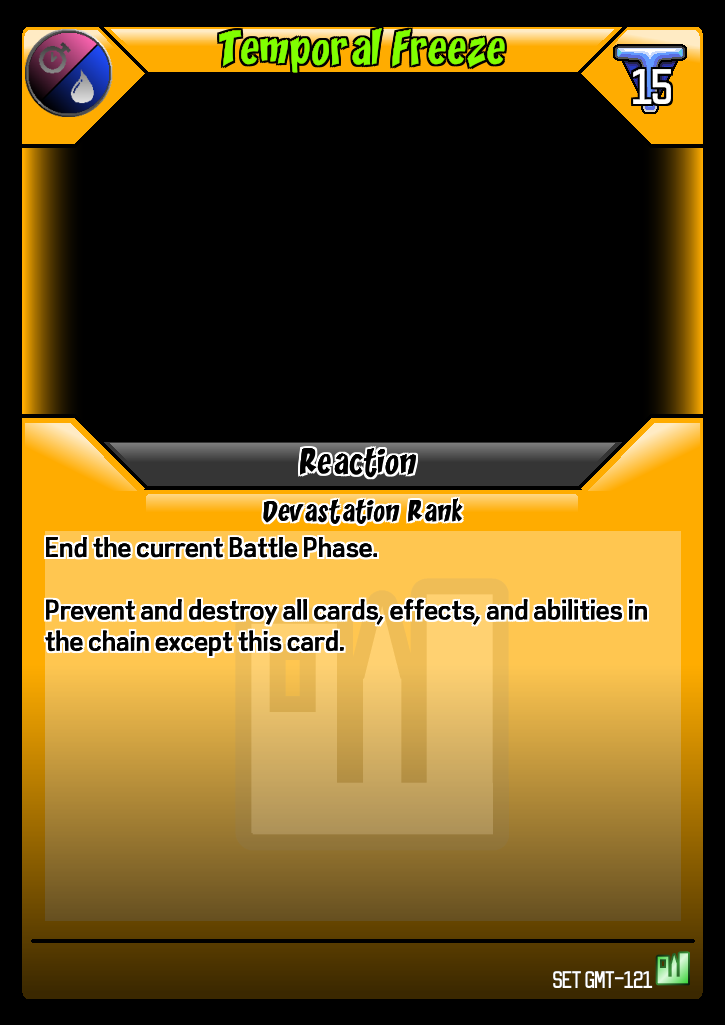 Temporal Freeze
15
Reaction
Devastation Rank
End the current Battle Phase.
Prevent and destroy all cards, effects, and abilities in
the chain except this card.
SET GMT-121